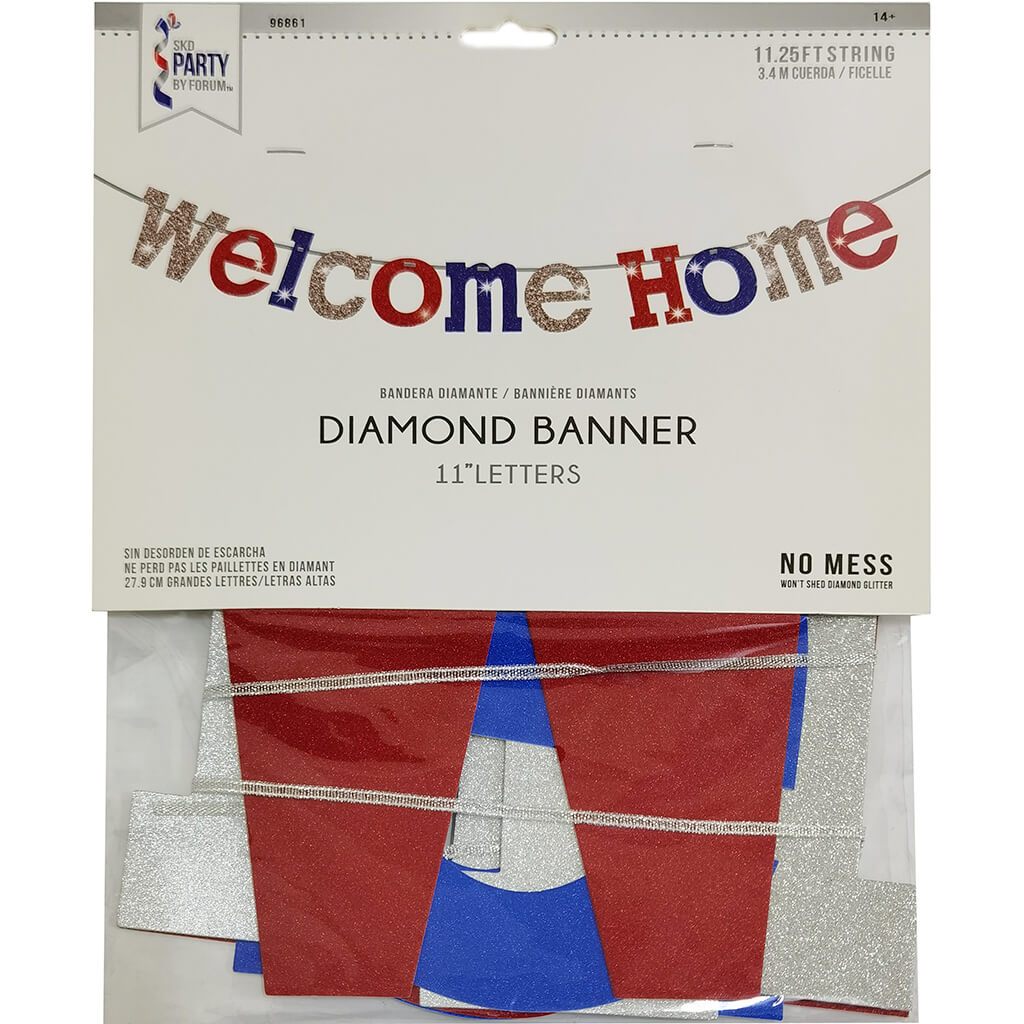 96861
14+
SKD
PARTY
BY FORUM™
11.25FT STRING
3.4 M CUERDA / FICELLE
Welcome Home
BANDERA DIAMANTE / BANNIÈRE DIAMANTS
DIAMOND BANNER
11” LETTERS
SIN DESORDEN DE ESCARCHA
NE PERD PAS LES PAILLETTES EN DIAMANT
27.9 CM GRANDES LETTRES/LETRAS ALTAS
NO MESS
WON'T SHED DIAMOND GLITTER